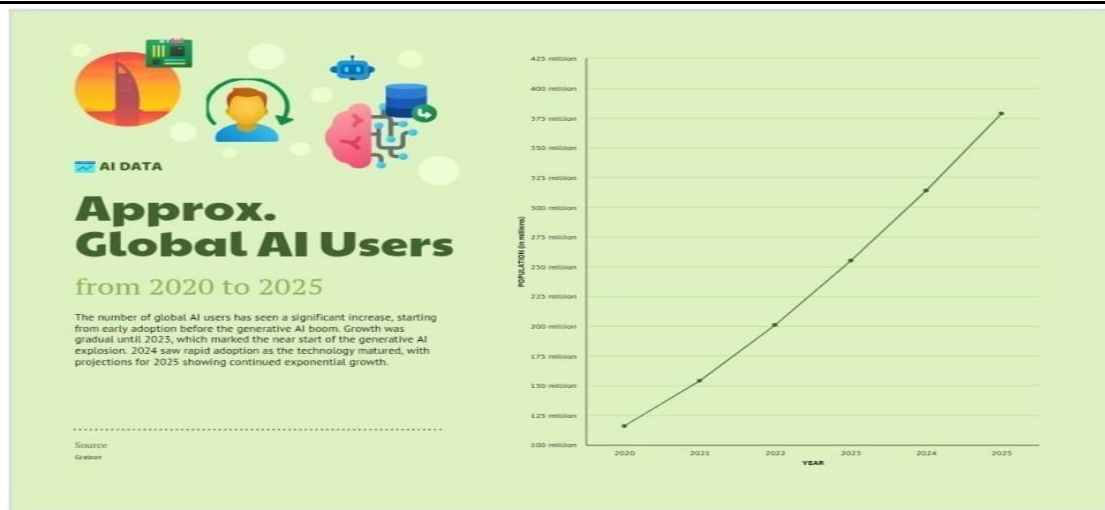 AI DATA
Approx.
Global AI Users
from 2020 to 2025
The number of global AI users has seen a significant increase, starting
from early adoption before the generative AI boom. Growth was
gradual until 2023, which marked the near start of the generative AI
explosion. 2024 saw rapid adoption as the technology matured, with
projections for 2025 showing continued exponential growth.
Source
Grabon
POPULATION (in millions)
425 million
400 million
375 million
350 million
325 million
300 million
275 million
250 million
225 million
200 million
175 million
150 million
125 million
100 million
2020 2021 2022 2023 2024 2025
YEAR